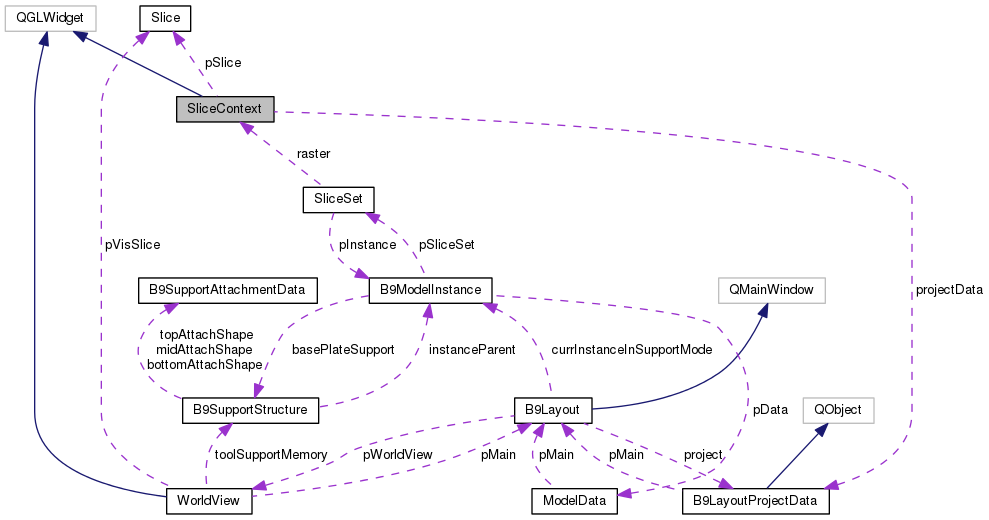 QGLWidget
Slice
pSlice
SliceContext
raster
SliceSet
pVisSlice
pInstance
pSliceSet
B9SupportAttachmentData
B9ModelInstance
QMainWindow
projectData
topAttachShape
midAttachShape
bottomAttachShape
basePlateSupport
instanceParent
currInstanceInSupportMode
B9SupportStructure
B9Layout
pData
QObject
toolSupportMemory
pWorldView
pMain
pMain
pMain
project
WorldView
ModelData
B9LayoutProjectData